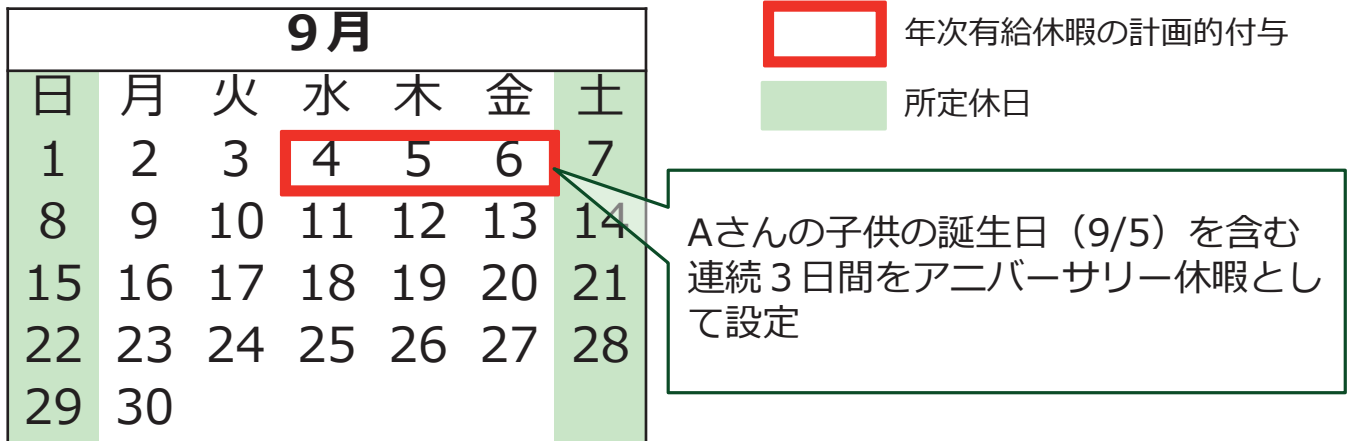 9月
日 月 火 水 木 金 土
1 2 3 4 5 6 7
8 9 10 11 12 13 14
15 16 17 18 19 20 21
22 23 24 25 26 27 28
29 30
年次有給休暇の計画的付与
所定休日
Aさんの子供の誕生日（9/5）を含む
連続３日間をアニバーサリー休暇とし
て設定